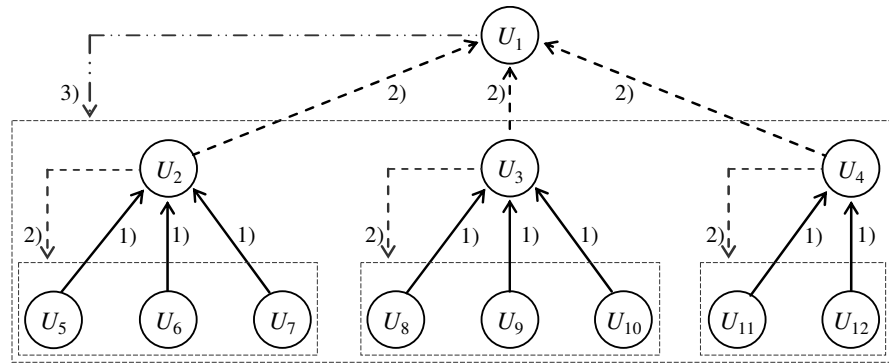 U₁
3) 2) 2) 2)
U₂ U₃ U₄
2) 1) 1) 1) 2) 1) 1) 1) 2) 1) 1)
U₅ U₆ U₇ U₈ U₉ U₁₀ U₁₁ U₁₂